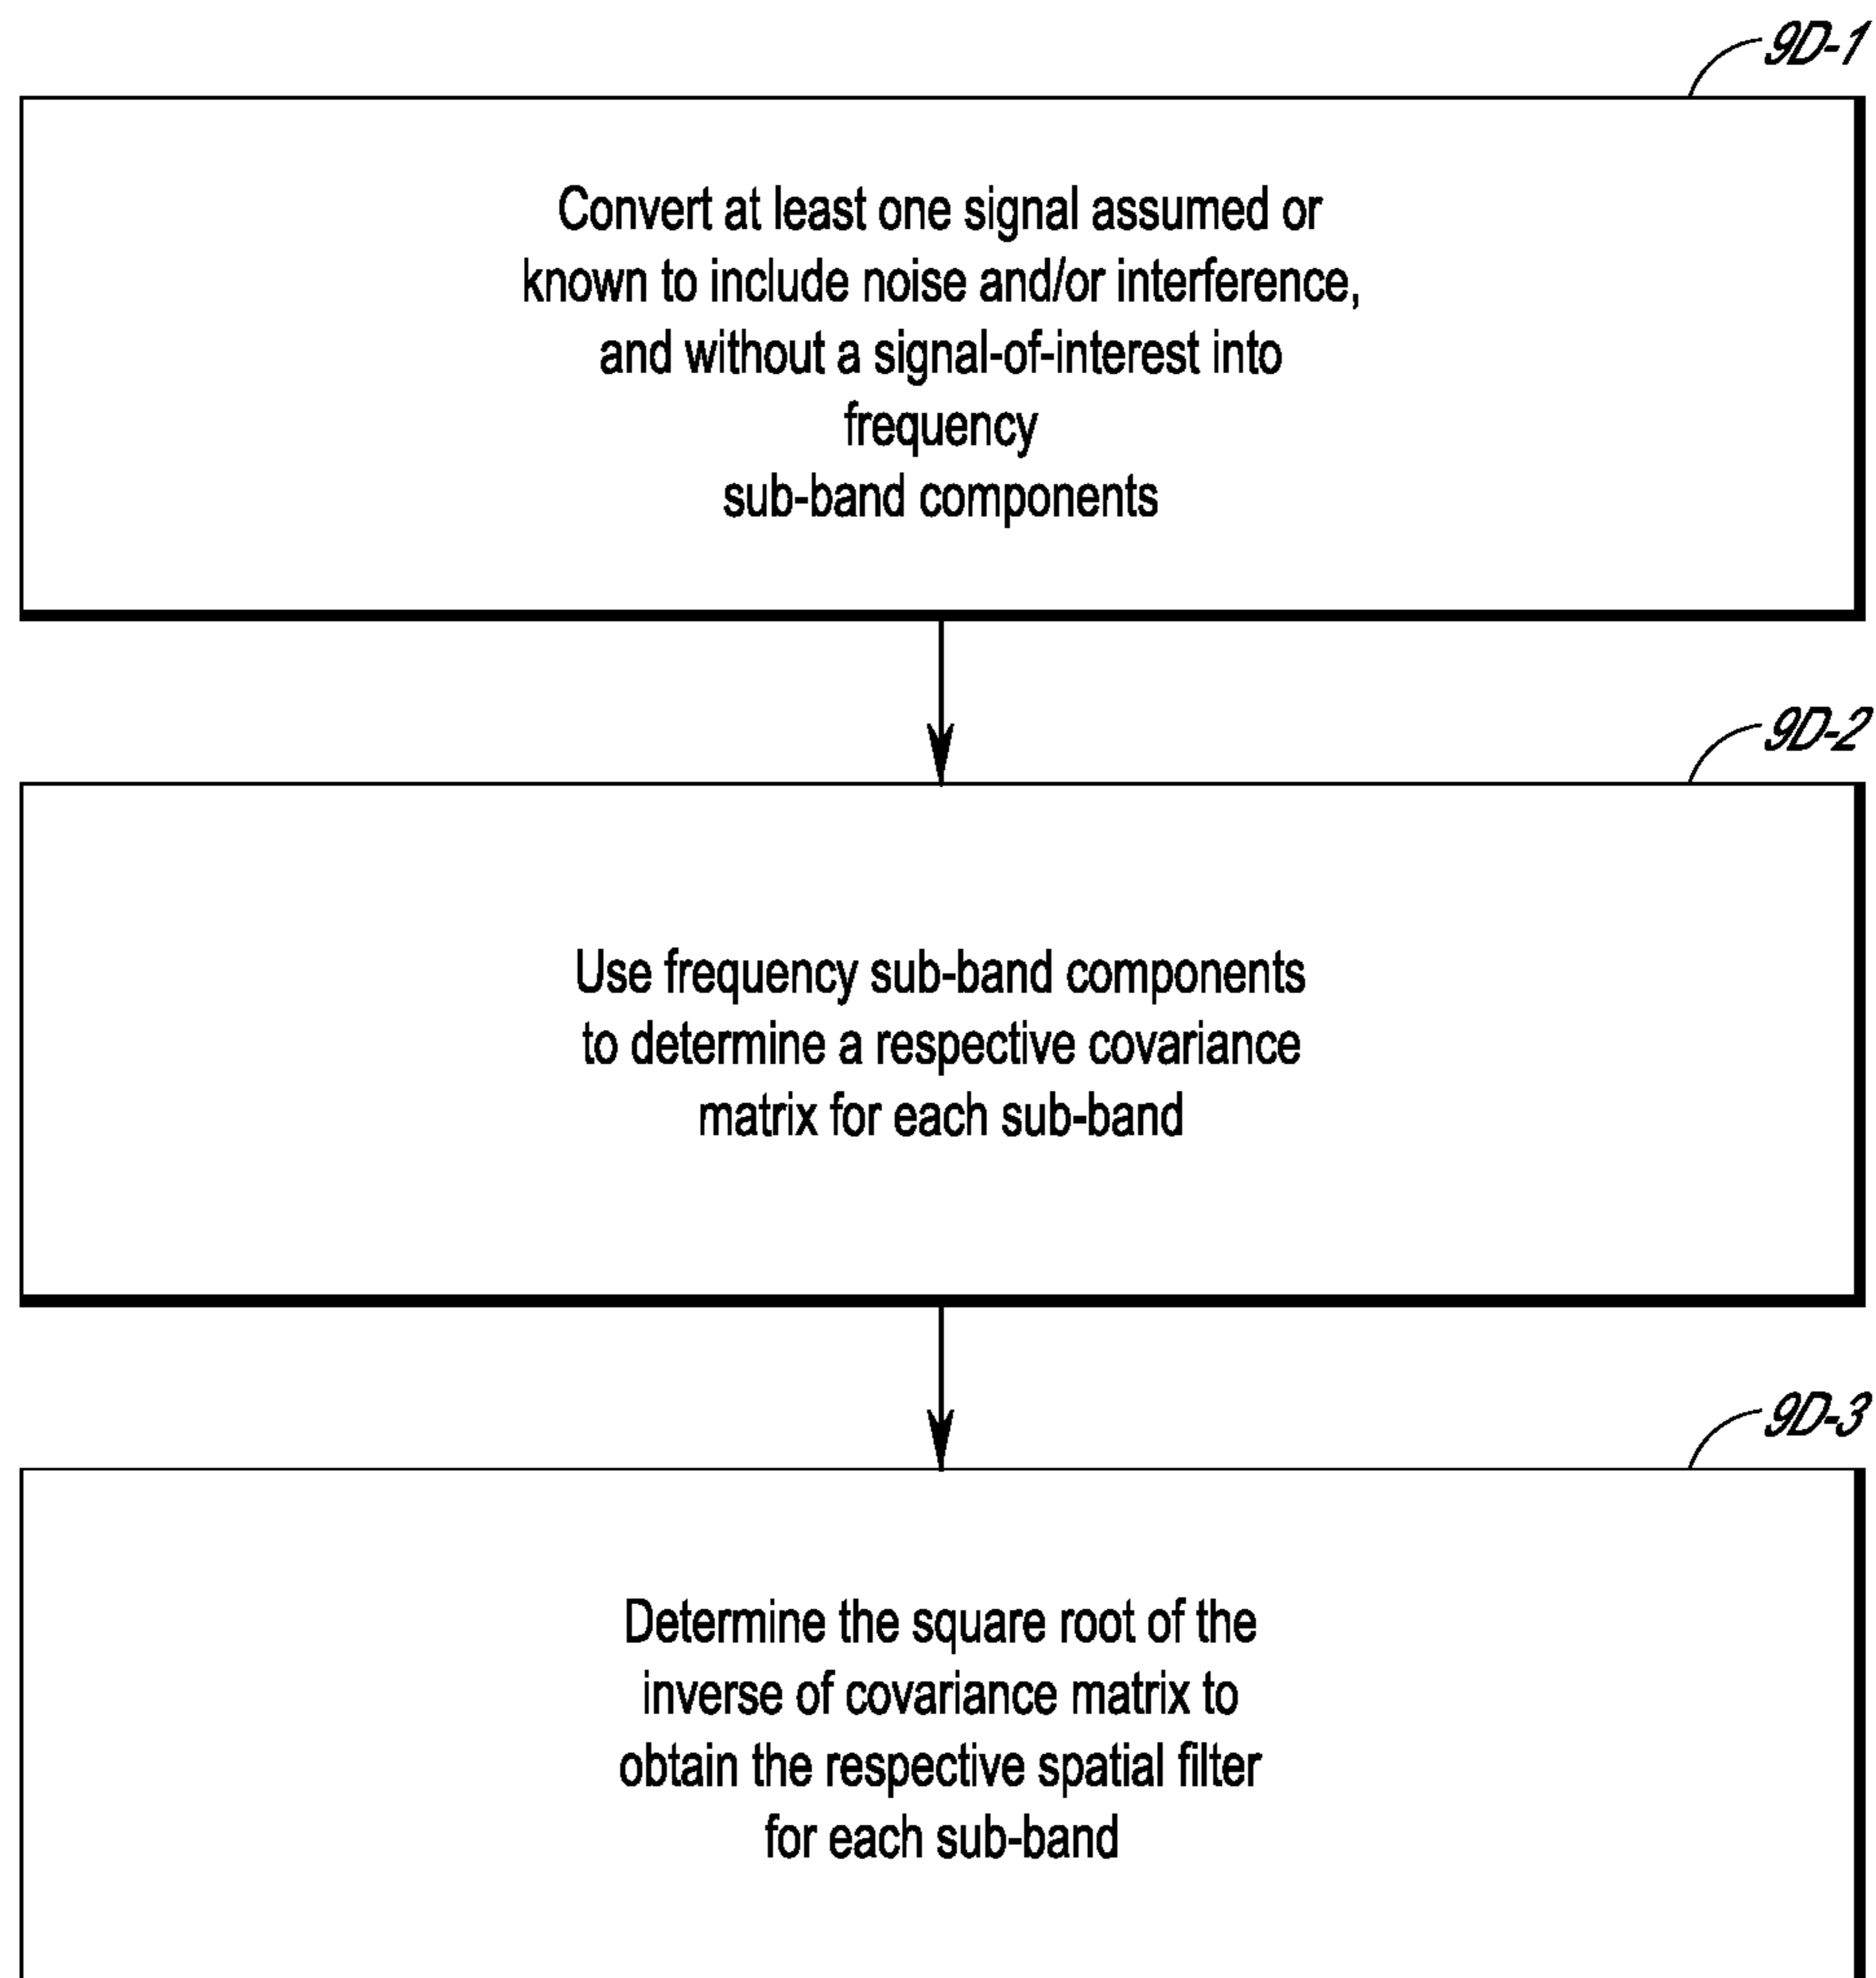 9D-1
Convert at least one signal assumed or
known to include noise and/or interference,
and without a signal-of-interest into
frequency
sub-band components
9D-2
Use frequency sub-band components
to determine a respective covariance
matrix for each sub-band
9D-3
Determine the square root of the
inverse of covariance matrix to
obtain the respective spatial filter
for each sub-band